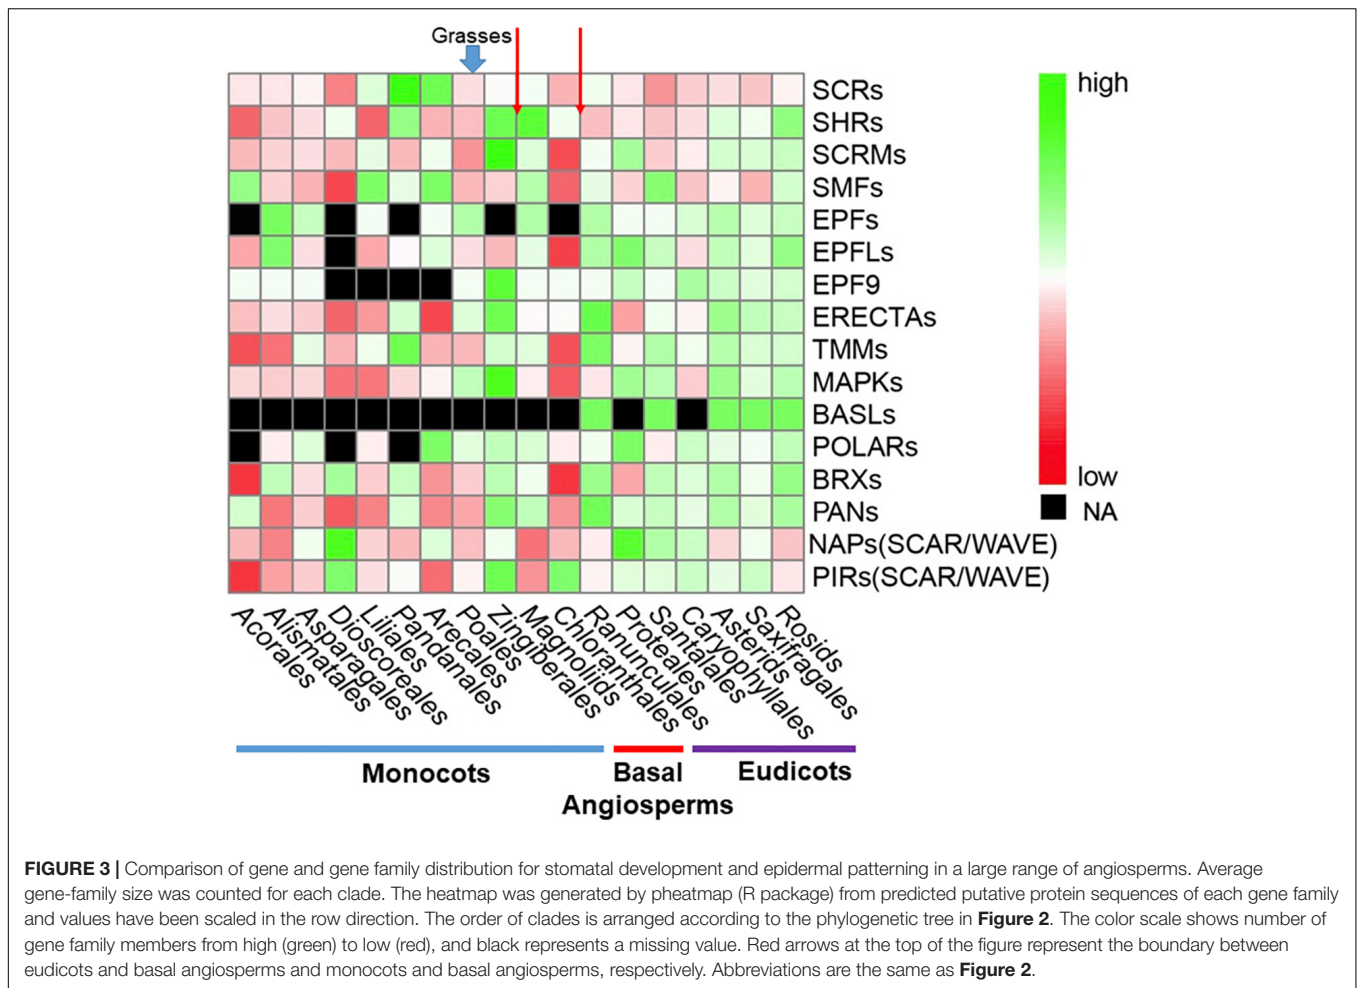 Grasses
SCRs
SHRs
SCRMs
SMFs
EPFs
EPFLs
EPF9
ERECTAs
TMMs
MAPKs
BASLs
POLARs
BRXs
PANs
NAPs(SCAR/WAVE)
PIRs(SCAR/WAVE)
high
low
NA
Acorales
Alismatales
Asparagales
Dioscoreales
Liliales
Pandanales
Arecales
Poales
Zingiberales
Magnoliids
Chloranthales
Ranunculales
Proteales
Santalales
Caryophyllales
Asterids
Saxifragales
Rosids
Monocots
Basal
Angiosperms
Eudicots
FIGURE 3 | Comparison of gene and gene family distribution for stomatal development and epidermal patterning in a large range of angiosperms. Average
gene-family size was counted for each clade. The heatmap was generated by pheatmap (R package) from predicted putative protein sequences of each gene family
and values have been scaled in the row direction. The order of clades is arranged according to the phylogenetic tree in Figure 2. The color scale shows number of
gene family members from high (green) to low (red), and black represents a missing value. Red arrows at the top of the figure represent the boundary between
eudicots and basal angiosperms and monocots and basal angiosperms, respectively. Abbreviations are the same as Figure 2.